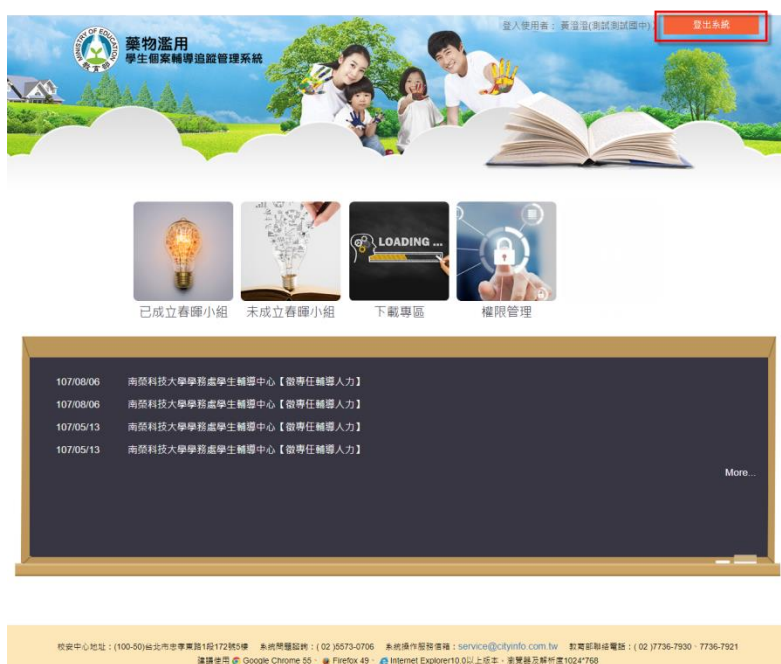 登入使用者： 黃澄澄(測試測試國中)
登出系統
MINISTRY OF EDUCATION
教育部
藥物濫用
學生個案輔導追蹤管理系統
LOADING ...
已成立春暉小組
未成立春暉小組
下載專區
權限管理
107/08/06 南榮科技大學學務處學生輔導中心【徵專任輔導人力】
107/08/06 南榮科技大學學務處學生輔導中心【徵專任輔導人力】
107/05/13 南榮科技大學學務處學生輔導中心【徵專任輔導人力】
107/05/13 南榮科技大學學務處學生輔導中心【徵專任輔導人力】
More...
校安中心地址：(100-50)台北市忠孝東路1段172號5樓 系統問題諮詢：( 02 )5573-0706 系統操作服務信箱：service@cityinfo.com.tw 教育部聯絡電話：( 02 )7736-7930、7736-7921
建議使用 Google Chrome 55、 Firefox 49、 Internet Explorer10.0以上版本、瀏覽器及解析度1024*768